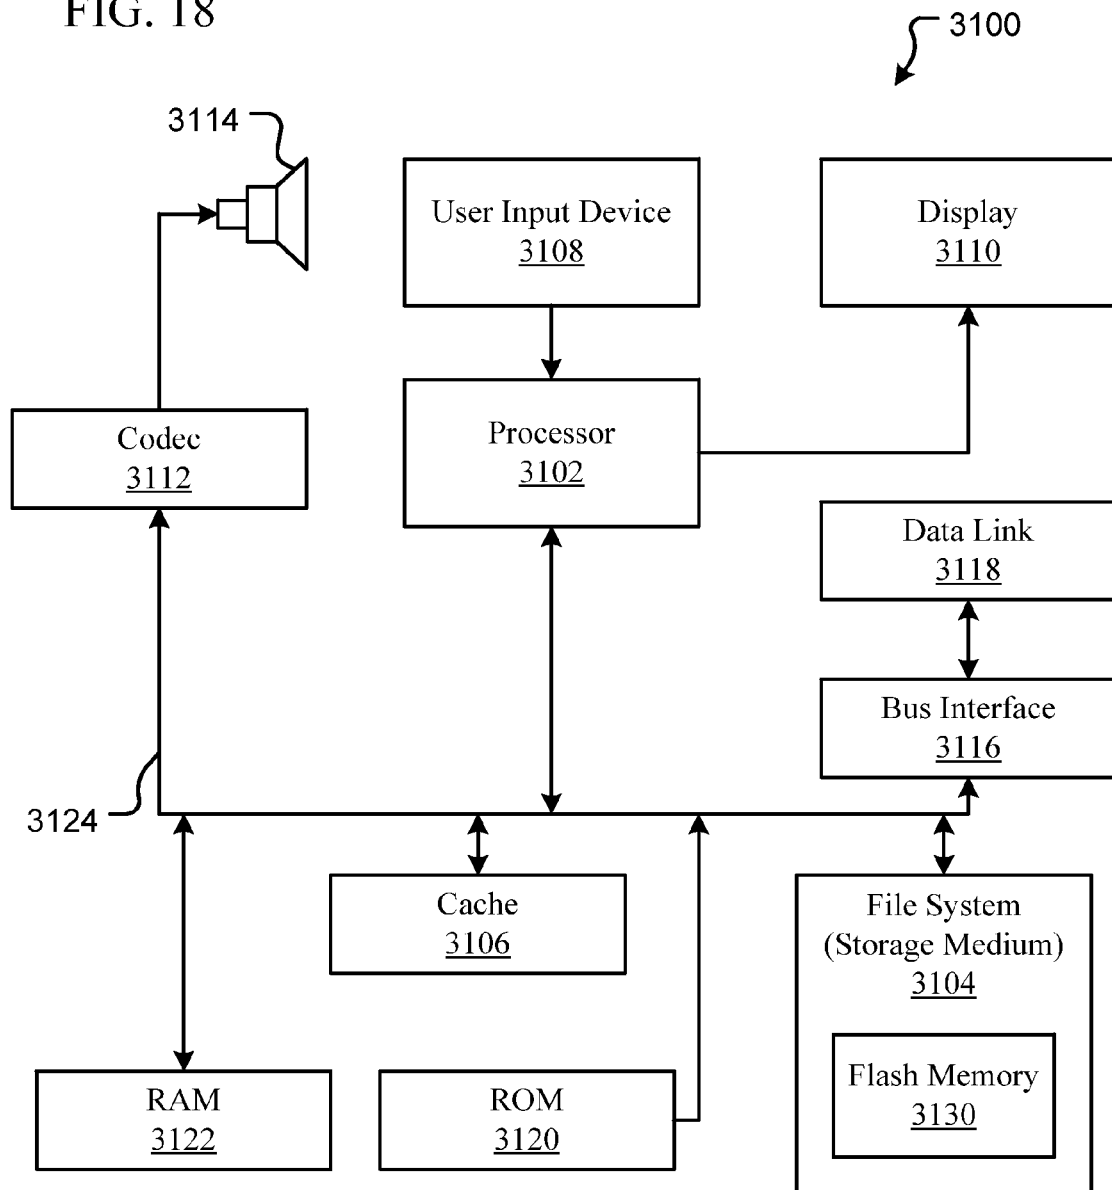 FIG. 18
3100
3114
User Input Device
3108
Display
3110
Codec
3112
Processor
3102
Data Link
3118
Bus Interface
3116
3124
Cache
3106
File System
(Storage Medium)
3104
Flash Memory
3130
RAM
3122
ROM
3120